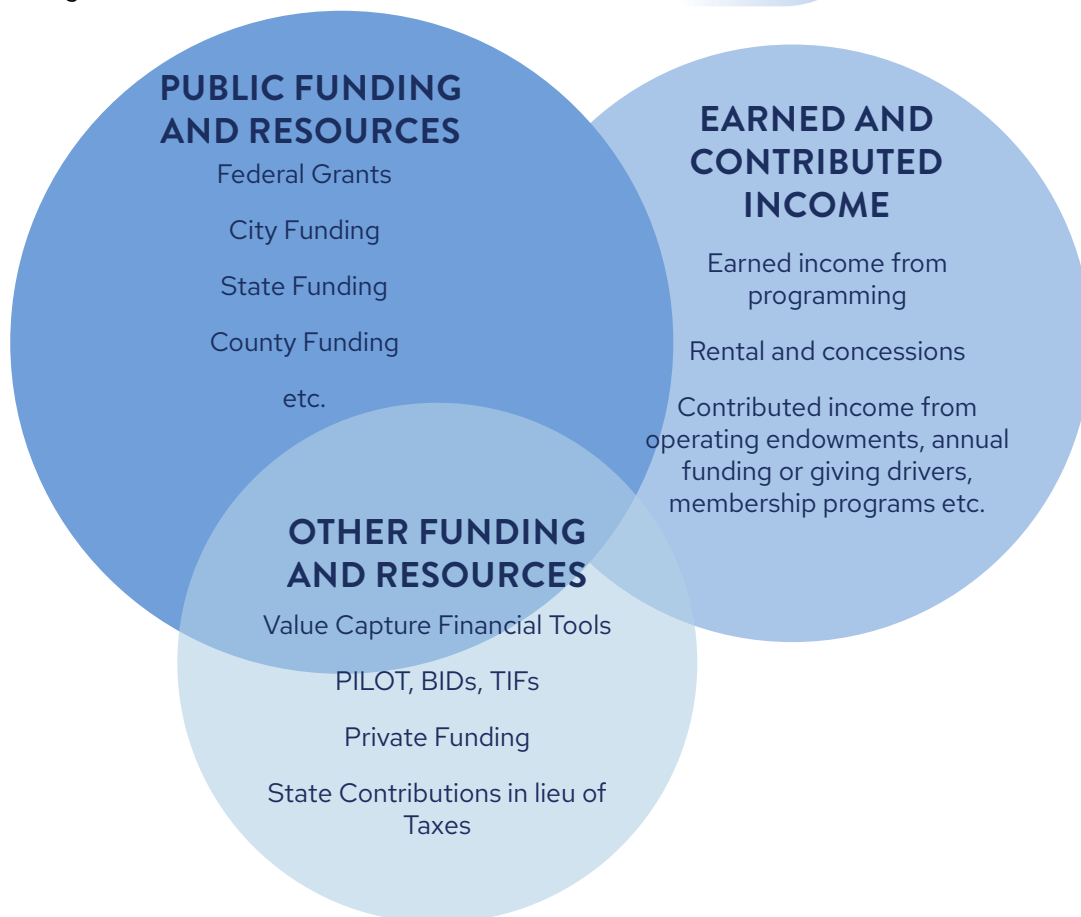 PUBLIC FUNDING
AND RESOURCES
Federal Grants
City Funding
State Funding
County Funding
etc.
EARNED AND
CONTRIBUTED
INCOME
Earned income from
programming
Rental and concessions
Contributed income from
operating endowments, annual
funding or giving drivers,
membership programs etc.
OTHER FUNDING
AND RESOURCES
Value Capture Financial Tools
PILOT, BIDs, TIFs
Private Funding
State Contributions in lieu of
Taxes